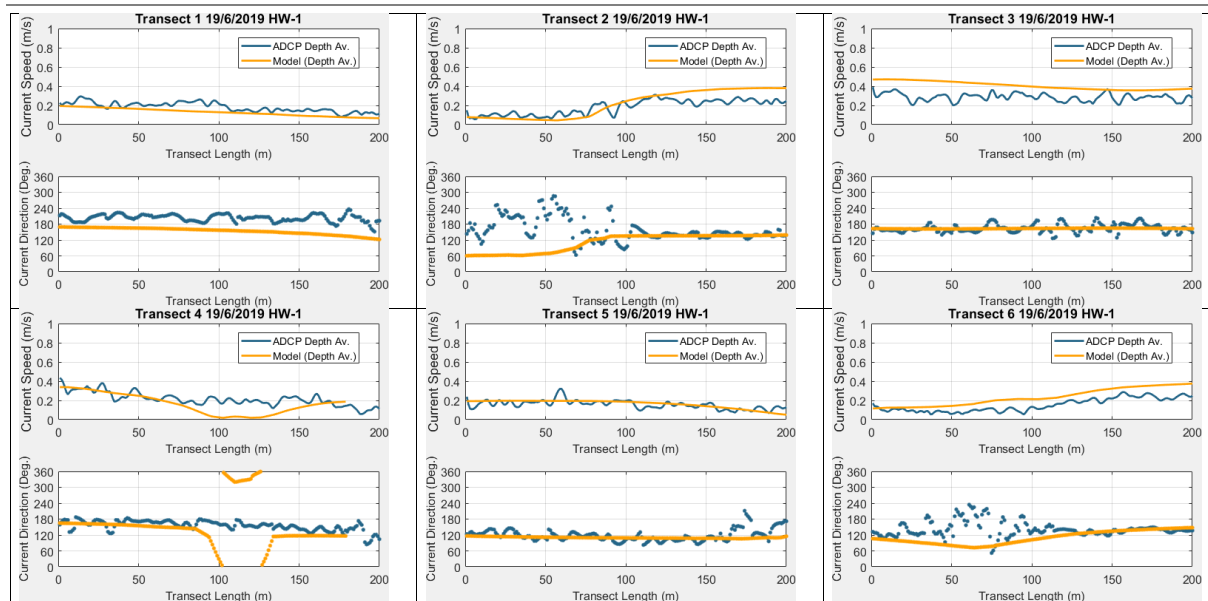 Transect 1 19/6/2019 HW-1
Current Speed (m/s)
1
0.8
0.6
0.4
0.2
0
ADCP Depth Av.
Model (Depth Av.)
0 50 100 150 200
Transect Length (m)
Current Direction (Deg.)
360
300
240
180
120
60
0
0 50 100 150 200
Transect Length (m)
Transect 2 19/6/2019 HW-1
Current Speed (m/s)
1
0.8
0.6
0.4
0.2
0
ADCP Depth Av.
Model (Depth Av.)
0 50 100 150 200
Transect Length (m)
Current Direction (Deg.)
360
300
240
180
120
60
0
0 50 100 150 200
Transect Length (m)
Transect 3 19/6/2019 HW-1
Current Speed (m/s)
1
0.8
0.6
0.4
0.2
0
ADCP Depth Av.
Model (Depth Av.)
0 50 100 150 200
Transect Length (m)
Current Direction (Deg.)
360
300
240
180
120
60
0
0 50 100 150 200
Transect Length (m)
Transect 4 19/6/2019 HW-1
Current Speed (m/s)
1
0.8
0.6
0.4
0.2
0
ADCP Depth Av.
Model (Depth Av.)
0 50 100 150 200
Transect Length (m)
Current Direction (Deg.)
360
300
240
180
120
60
0
0 50 100 150 200
Transect Length (m)
Transect 5 19/6/2019 HW-1
Current Speed (m/s)
1
0.8
0.6
0.4
0.2
0
ADCP Depth Av.
Model (Depth Av.)
0 50 100 150 200
Transect Length (m)
Current Direction (Deg.)
360
300
240
180
120
60
0
0 50 100 150 200
Transect Length (m)
Transect 6 19/6/2019 HW-1
Current Speed (m/s)
1
0.8
0.6
0.4
0.2
0
ADCP Depth Av.
Model (Depth Av.)
0 50 100 150 200
Transect Length (m)
Current Direction (Deg.)
360
300
240
180
120
60
0
0 50 100 150 200
Transect Length (m)